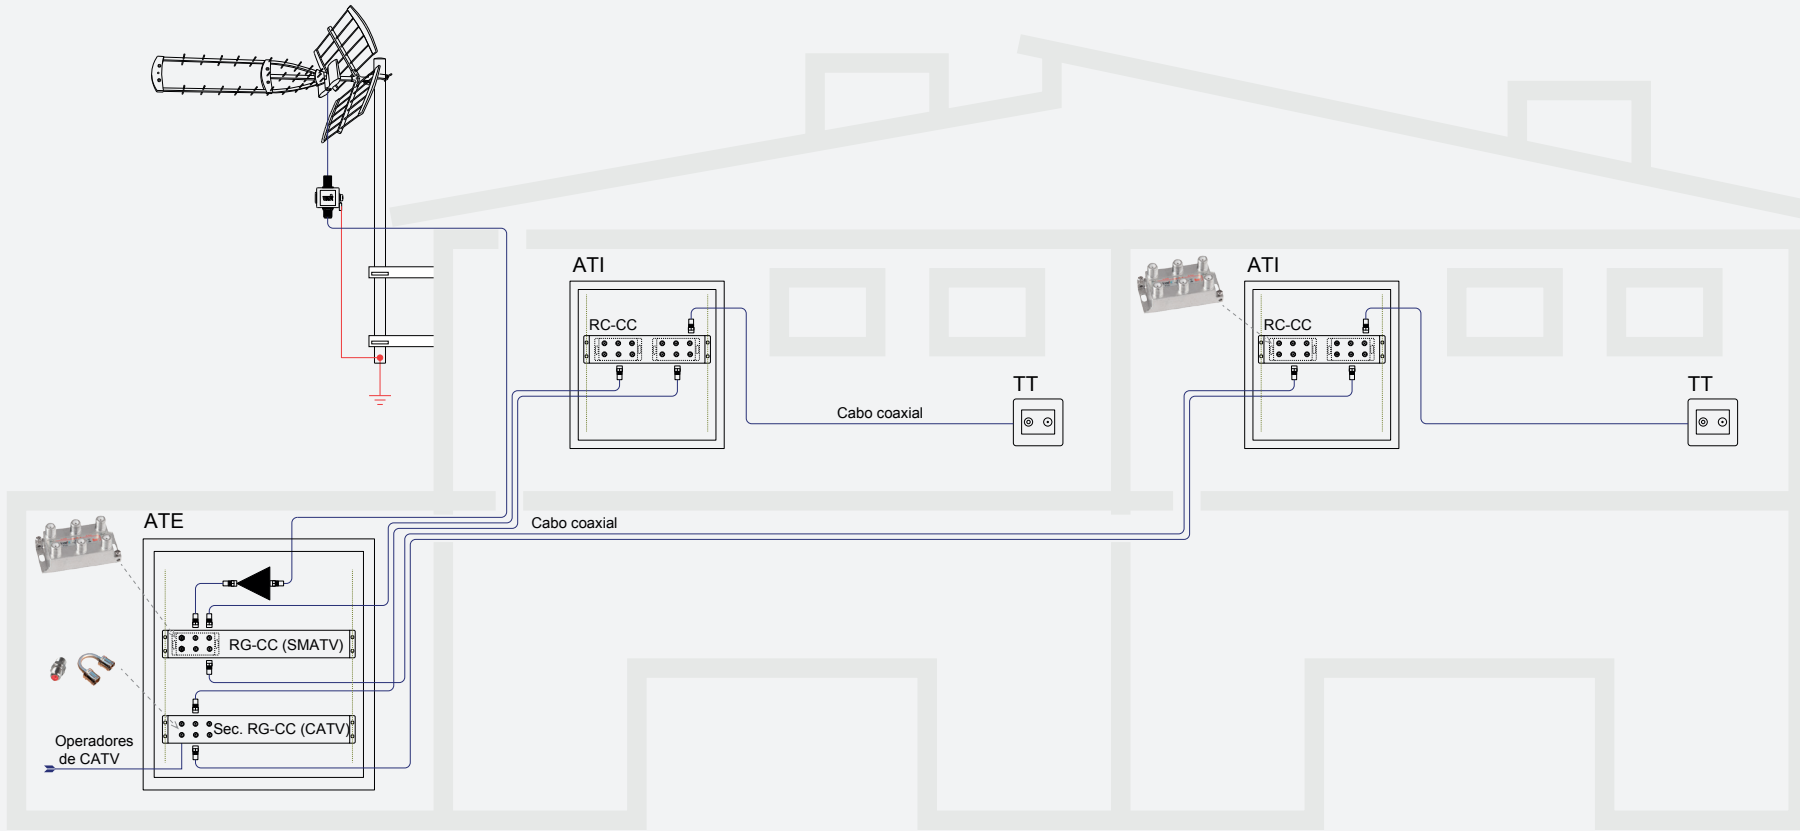 ATI
ATI
RC-CC
RC-CC
TT
TT
Cabo coaxial
ATE
Cabo coaxial
RG-CC (SMATV)
Sec. RG-CC (CATV)
Operadores
de CATV